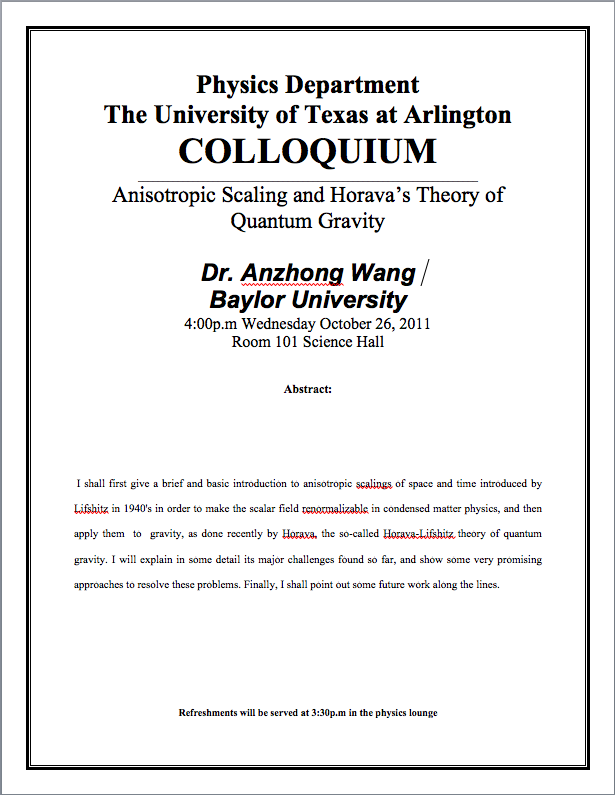 Physics Department
The University of Texas at Arlington
COLLOQUIUM
Anisotropic Scaling and Horava’s Theory of
Quantum Gravity
Dr. Anzhong Wang /
Baylor University
4:00p.m Wednesday October 26, 2011
Room 101 Science Hall
Abstract:
I shall first give a brief and basic introduction to anisotropic scalings of space and time introduced by
Lifshitz in 1940's in order to make the scalar field renormalizable in condensed matter physics, and then
apply them to gravity, as done recently by Horava, the so-called Horava-Lifshitz theory of quantum
gravity. I will explain in some detail its major challenges found so far, and show some very promising
approaches to resolve these problems. Finally, I shall point out some future work along the lines.
Refreshments will be served at 3:30p.m in the physics lounge